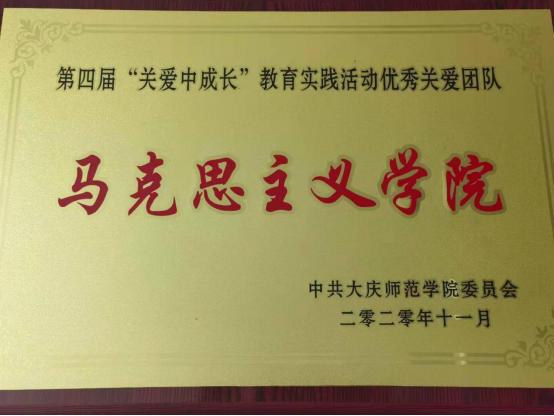 第四届“关爱中成长”教育实践活动优秀关爱团队
马克思主义学院
中共大庆师范学院委员会
二零二零年十一月